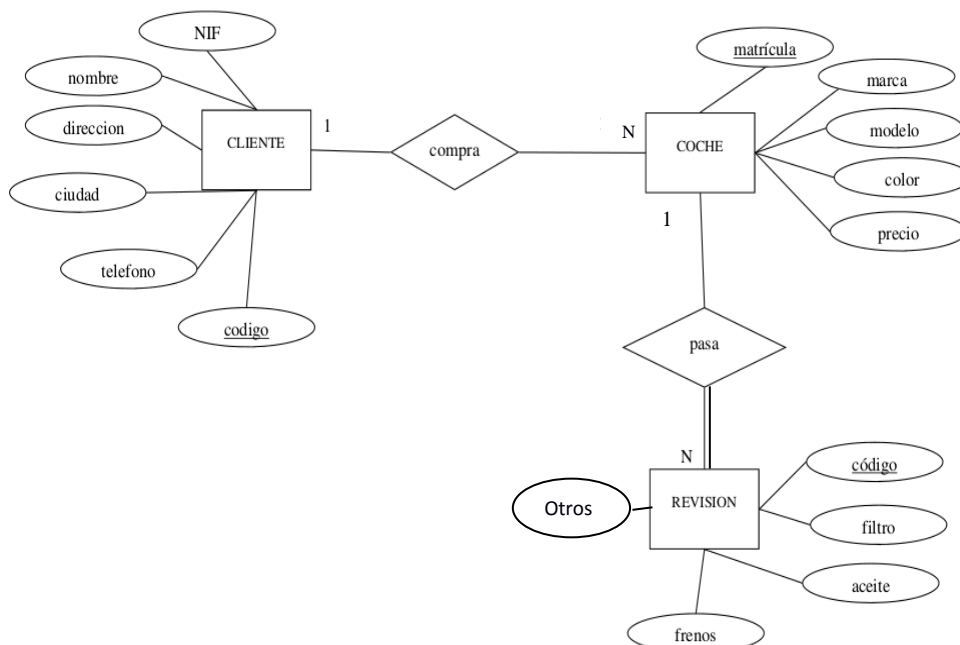 NIF
nombre
direccion
ciudad
telefono
codigo
CLIENTE
1
compra
N
COCHE
matrícula
marca
modelo
color
precio
1
pasa
N
REVISION
Otros
código
filtro
aceite
frenos